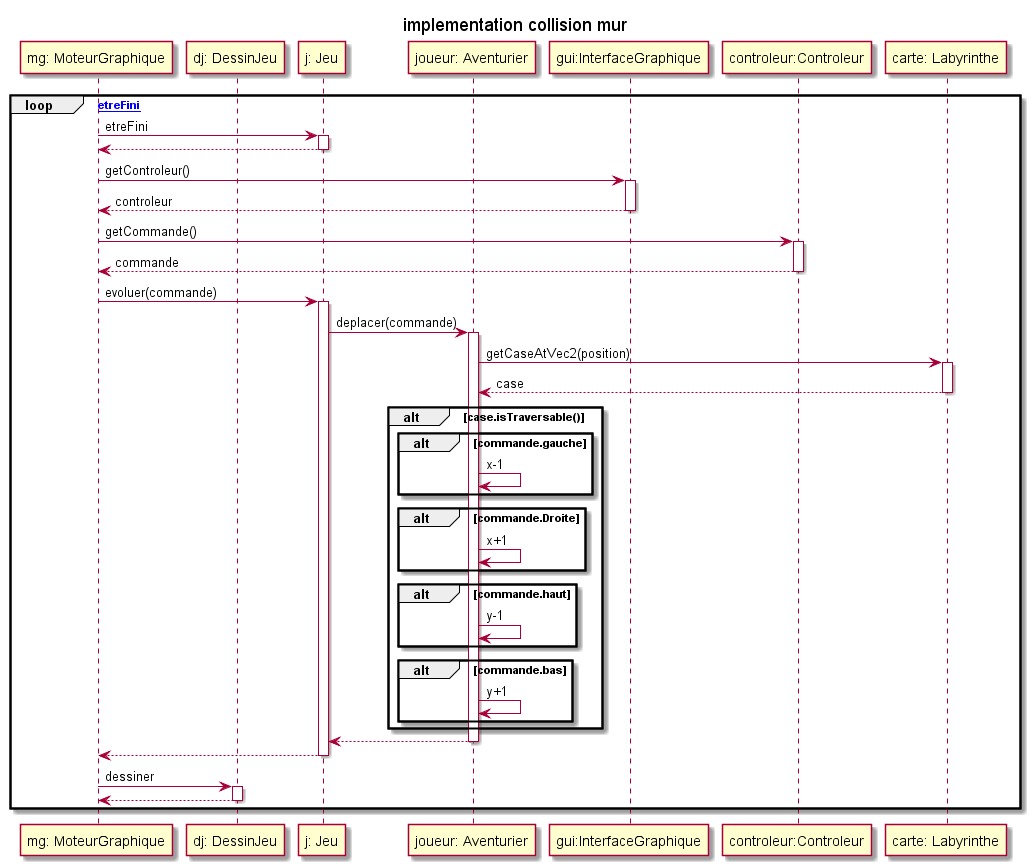 implementation collision mur
mg: MoteurGraphique
dj: DessinJeu
j: Jeu
joueur: Aventurier
gui:InterfaceGraphique
controleur:Controleur
carte: Labyrinthe
loop
etreFini
etreFini
getControleur()
controleur
getCommande()
commande
evoluer(commande)
deplacer(commande)
getCaseAtVec2(position)
case
alt
[case.isTraversable()]
alt
[commande.gauche]
x-1
alt
[commande.Droite]
x+1
alt
[commande.haut]
y-1
alt
[commande.bas]
y+1
dessiner
mg: MoteurGraphique
dj: DessinJeu
j: Jeu
joueur: Aventurier
gui:InterfaceGraphique
controleur:Controleur
carte: Labyrinthe